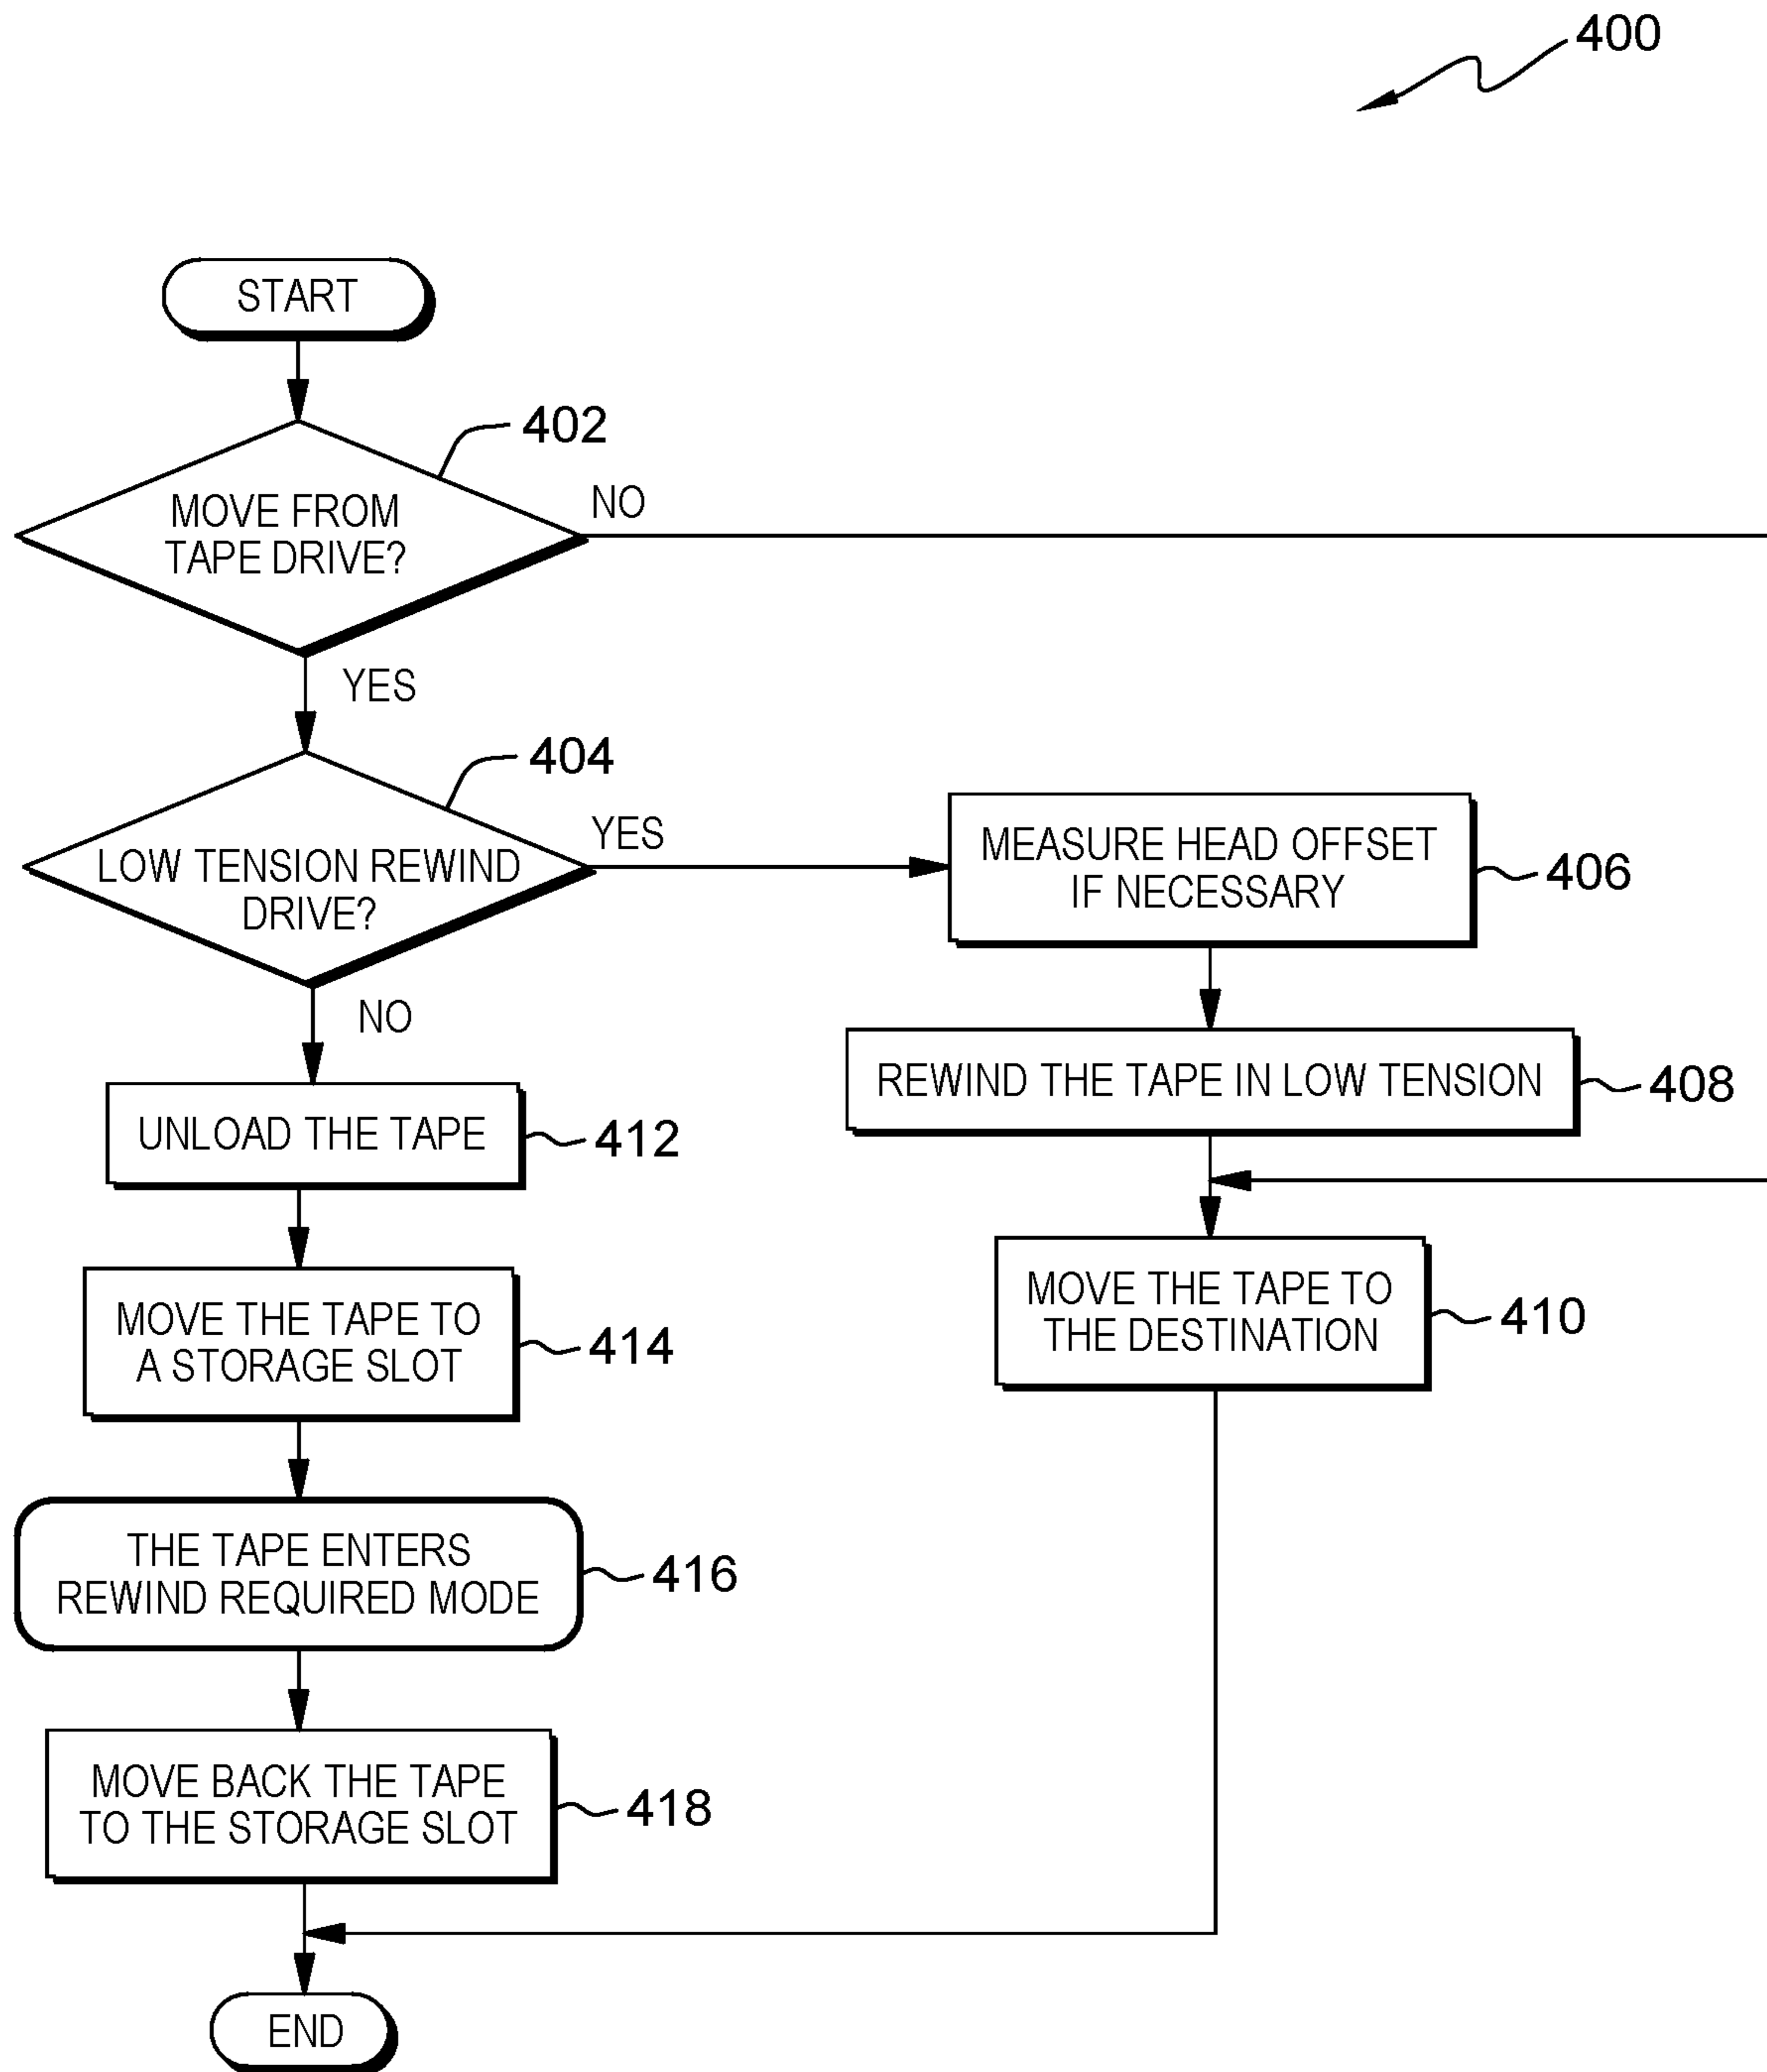 400
START
402
MOVE FROM
TAPE DRIVE?
NO
YES
404
LOW TENSION REWIND
DRIVE?
YES
MEASURE HEAD OFFSET
IF NECESSARY
406
NO
REWIND THE TAPE IN LOW TENSION
408
UNLOAD THE TAPE
412
MOVE THE TAPE TO
THE DESTINATION
410
MOVE THE TAPE TO
A STORAGE SLOT
414
THE TAPE ENTERS
REWIND REQUIRED MODE
416
MOVE BACK THE TAPE
TO THE STORAGE SLOT
418
END